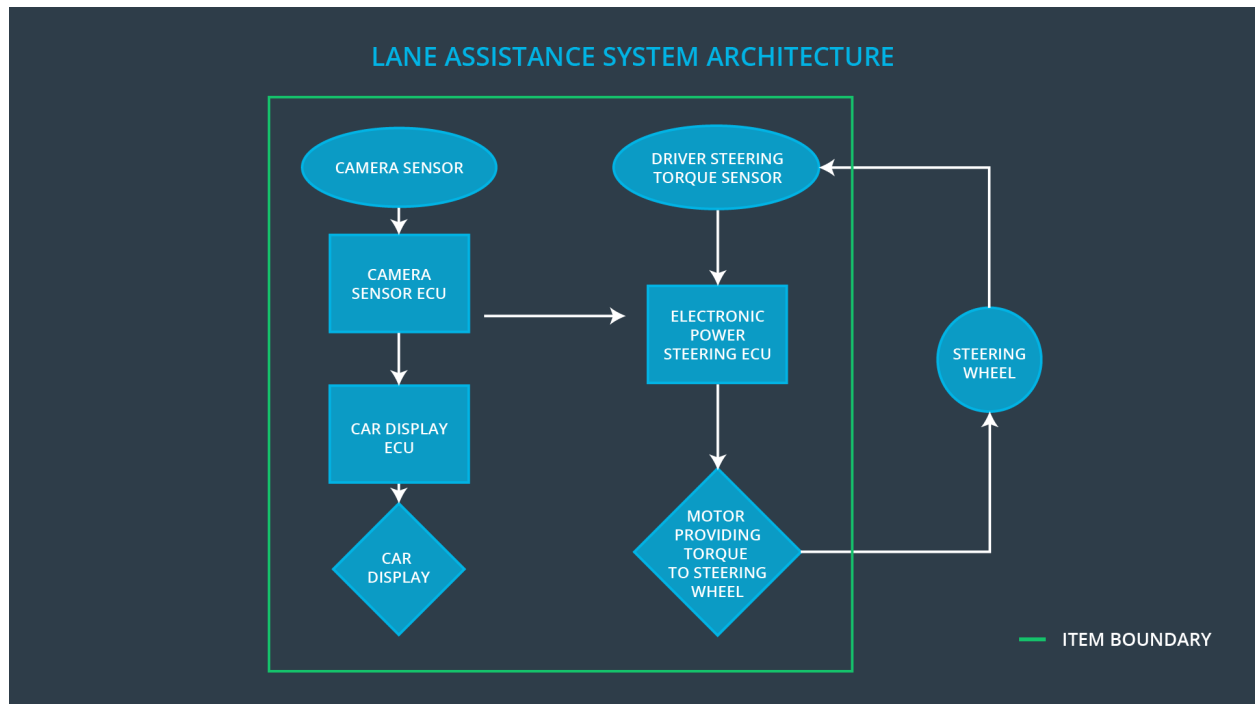 LANE ASSISTANCE SYSTEM ARCHITECTURE
CAMERA SENSOR
CAMERA
SENSOR ECU
CAR DISPLAY
ECU
CAR
DISPLAY
DRIVER STEERING
TORQUE SENSOR
ELECTRONIC
POWER
STEERING ECU
MOTOR
PROVIDING
TORQUE
TO STEERING
WHEEL
STEERING
WHEEL
ITEM BOUNDARY